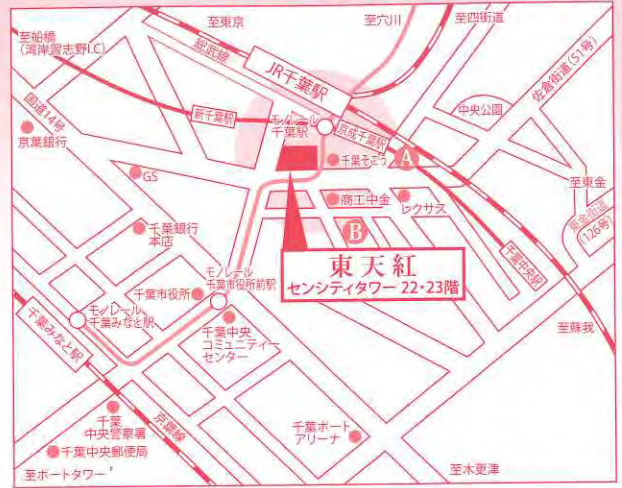 至東京
至穴川
至四街道
至船橋
(湾岸習志野I.C)
総武線
JR千葉駅
佐倉街道(51号)
国道14号
新千葉駅
モノレール
千葉駅
京成千葉駅
中央公園
京葉銀行
A
千葉そごう
GS
至東金
商工中金
レクサス
東金街道
(126号)
千葉銀行
本店
B
東天紅
センシティタワー 22・23階
千葉中央駅
モノレール
千葉市役所前駅
千葉市役所
モノレール
千葉みなと駅
千葉みなと駅
千葉中央
コミュニティー
センター
至蘇我
京葉線
千葉
中央警察署
千葉ポート
アリーナ
千葉中央郵便局
至ポートタワー
至木更津